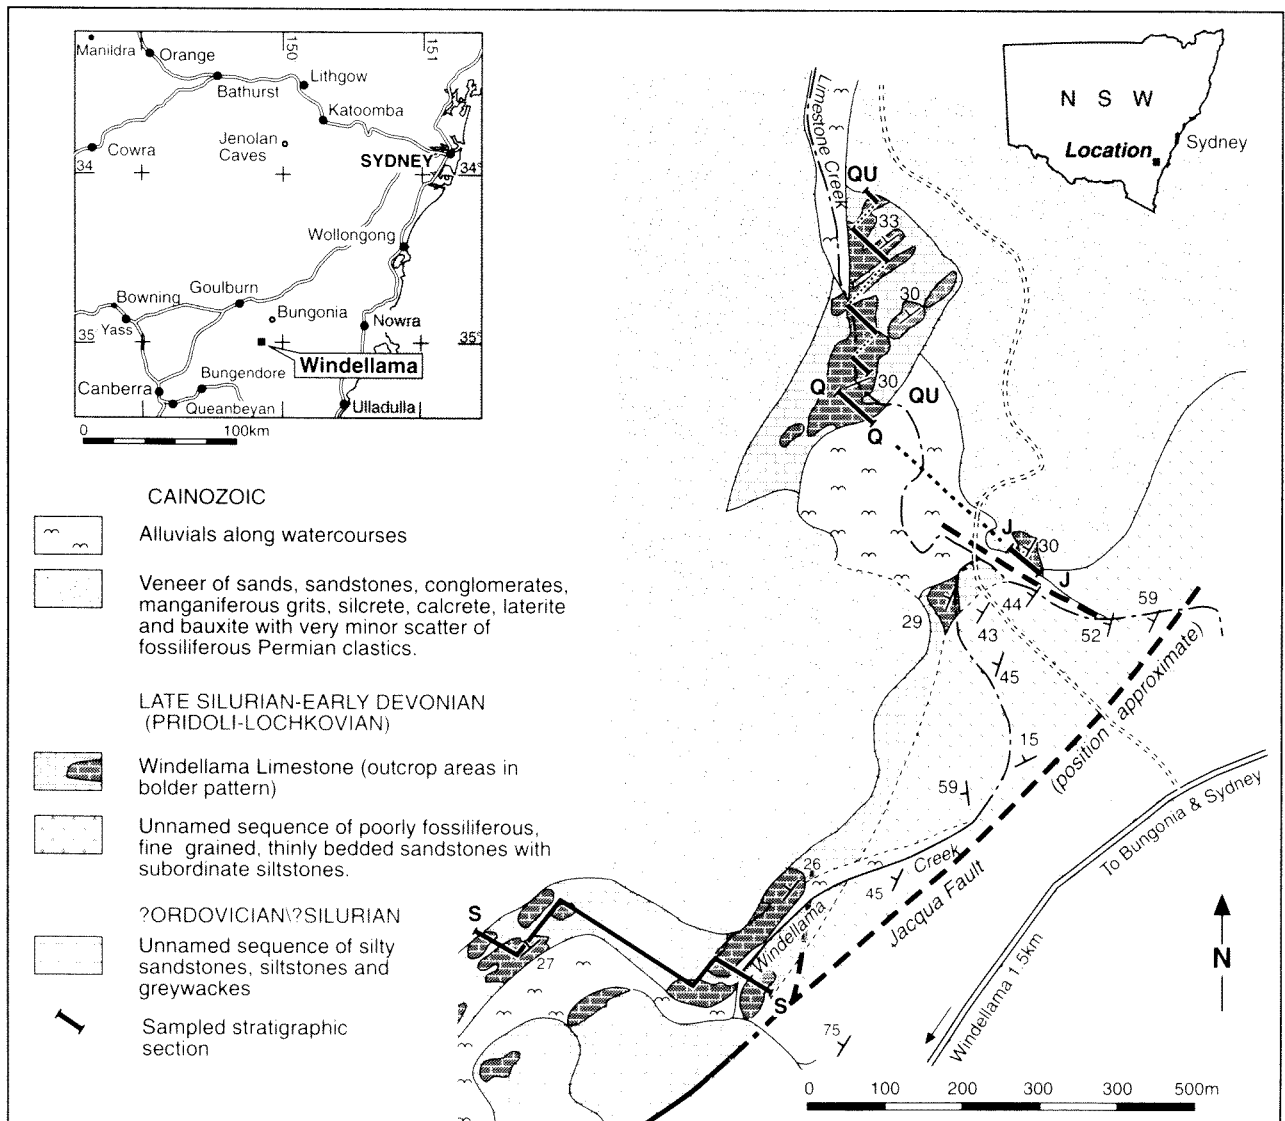 Manildra
Orange
150
151
Lithgow
Bathurst
Katoomba
Jenolan
Caves
Cowra
SYDNEY
34
34°
Wollongong
Goulburn
Bowning
Bungonia
Yass
Nowra
35
35°
Windellama
Canberra
Bungendore
Queanbeyan
Ulladulla
0
100km
N S W
Location
Sydney
Limestone Creek
QU
33
30
30
Q
QU
Q
J
30
J
29
44
43
52
59
45
15
59
26
45
Creek
Windellama
Jacqua Fault
(position approximate)
To Bungonia & Sydney
Windellama 1.5km
N
S
27
S
75
0 100 200 300 300 500m
CAINOZOIC
Alluvials along watercourses
Veneer of sands, sandstones, conglomerates,
manganiferous grits, silcrete, calcrete, laterite
and bauxite with very minor scatter of
fossiliferous Permian clastics.
LATE SILURIAN-EARLY DEVONIAN
(PRIDOLI-LOCHKOVIAN)
Windellama Limestone (outcrop areas in
bolder pattern)
Unnamed sequence of poorly fossiliferous,
fine grained, thinly bedded sandstones with
subordinate siltstones.
?ORDOVICIAN\?SILURIAN
Unnamed sequence of silty
sandstones, siltstones and
greywackes
Sampled stratigraphic
section